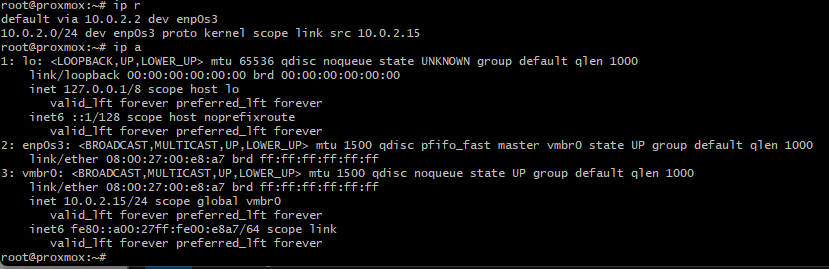 root@proxmox:~# ip r
default via 10.0.2.2 dev enp0s3
10.0.2.0/24 dev enp0s3 proto kernel scope link src 10.0.2.15
root@proxmox:~# ip a
1: lo: <LOOPBACK,UP,LOWER_UP> mtu 65536 qdisc noqueue state UNKNOWN group default qlen 1000
    link/loopback 00:00:00:00:00:00 brd 00:00:00:00:00:00
    inet 127.0.0.1/8 scope host lo
       valid_lft forever preferred_lft forever
    inet6 ::1/128 scope host noprefixroute
       valid_lft forever preferred_lft forever
2: enp0s3: <BROADCAST,MULTICAST,UP,LOWER_UP> mtu 1500 qdisc pfifo_fast master vmbr0 state UP group default qlen 1000
    link/ether 08:00:27:00:e8:a7 brd ff:ff:ff:ff:ff:ff
3: vmbr0: <BROADCAST,MULTICAST,UP,LOWER_UP> mtu 1500 qdisc noqueue state UP group default qlen 1000
    link/ether 08:00:27:00:e8:a7 brd ff:ff:ff:ff:ff:ff
    inet 10.0.2.15/24 scope global vmbr0
       valid_lft forever preferred_lft forever
    inet6 fe80::a00:27ff:fe00:e8a7/64 scope link
       valid_lft forever preferred_lft forever
root@proxmox:~#